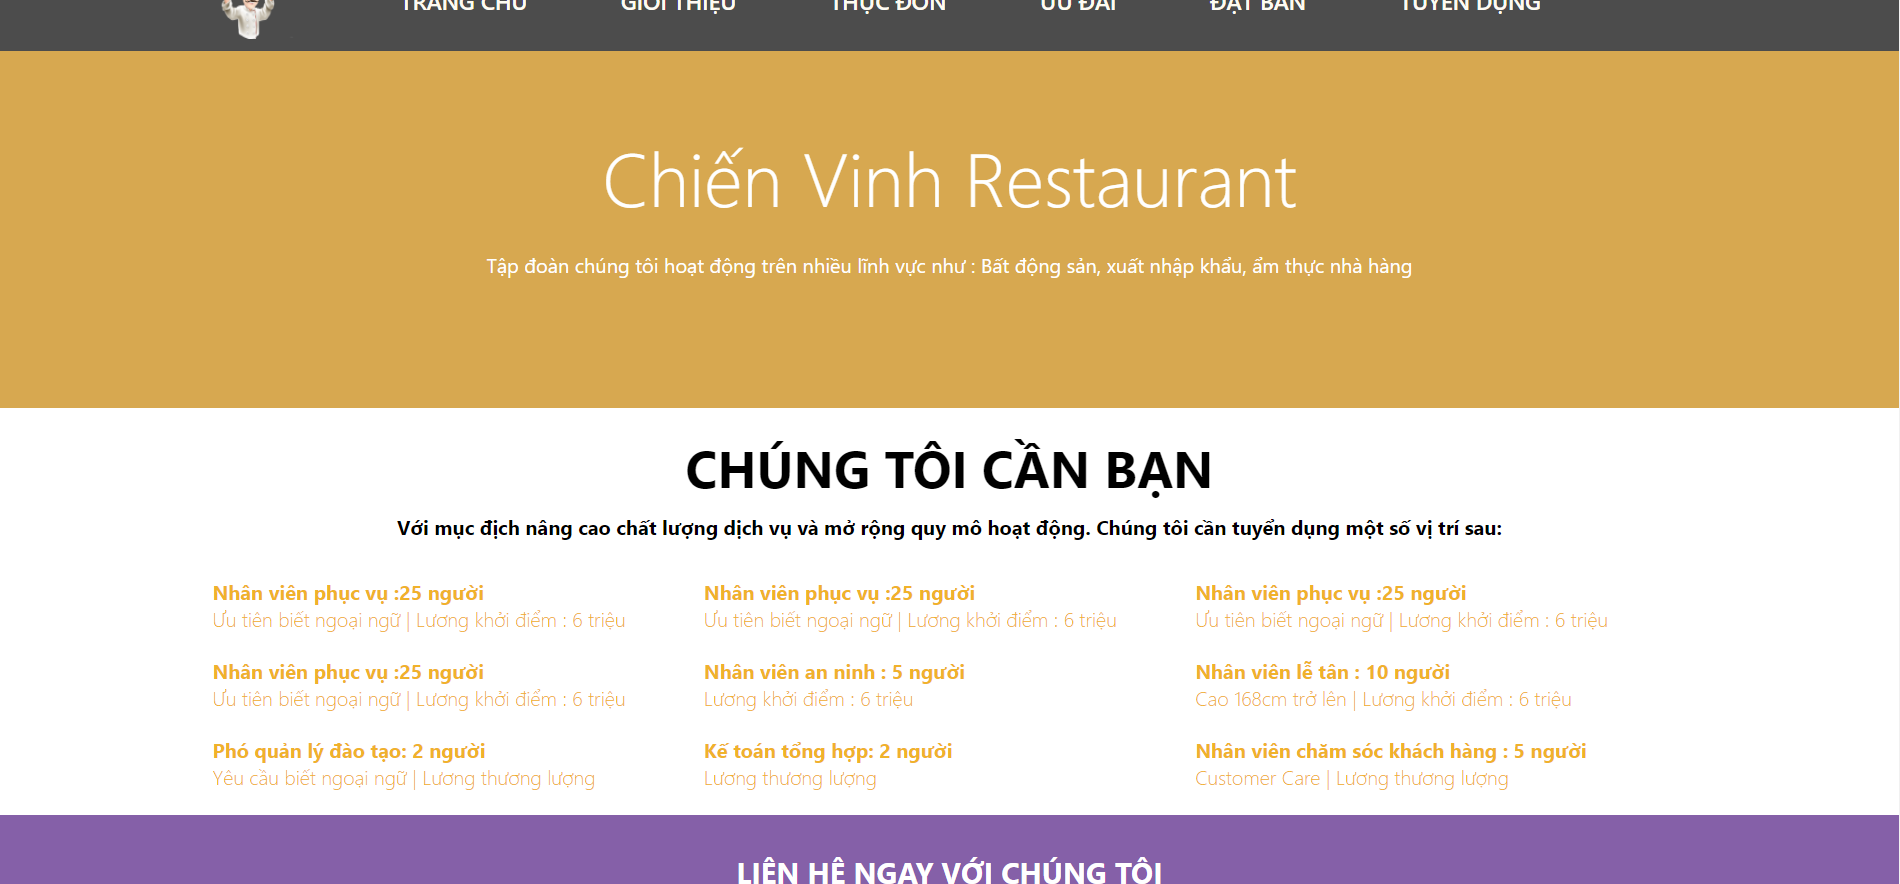 TRANG CHỦ GIỚI THIỆU THỰC ĐƠN ƯU ĐÃI ĐẶT BÀN TUYỂN DỤNG
Chiến Vinh Restaurant
Tập đoàn chúng tôi hoạt động trên nhiều lĩnh vực như : Bất động sản, xuất nhập khẩu, ẩm thực nhà hàng
CHÚNG TÔI CẦN BẠN
Với mục địch nâng cao chất lượng dịch vụ và mở rộng quy mô hoạt động. Chúng tôi cần tuyển dụng một số vị trí sau:
Nhân viên phục vụ :25 người
Ưu tiên biết ngoại ngữ | Lương khởi điểm : 6 triệu
Nhân viên phục vụ :25 người
Ưu tiên biết ngoại ngữ | Lương khởi điểm : 6 triệu
Nhân viên phục vụ :25 người
Ưu tiên biết ngoại ngữ | Lương khởi điểm : 6 triệu
Nhân viên phục vụ :25 người
Ưu tiên biết ngoại ngữ | Lương khởi điểm : 6 triệu
Nhân viên an ninh : 5 người
Lương khởi điểm : 6 triệu
Nhân viên lễ tân : 10 người
Cao 168cm trở lên | Lương khởi điểm : 6 triệu
Phó quản lý đào tạo: 2 người
Yêu cầu biết ngoại ngữ | Lương thương lượng
Kế toán tổng hợp: 2 người
Lương thương lượng
Nhân viên chăm sóc khách hàng : 5 người
Customer Care | Lương thương lượng
LIÊN HỆ NGAY VỚI CHÚNG TÔI